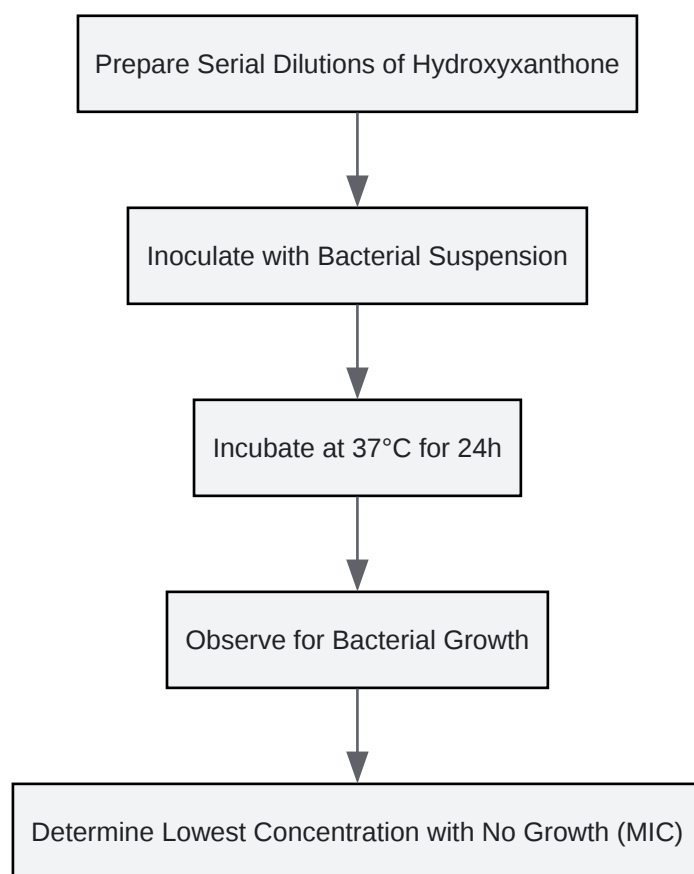 Prepare Serial Dilutions of Hydroxyxanthone
Inoculate with Bacterial Suspension
Incubate at 37°C for 24h
Observe for Bacterial Growth
Determine Lowest Concentration with No Growth (MIC)